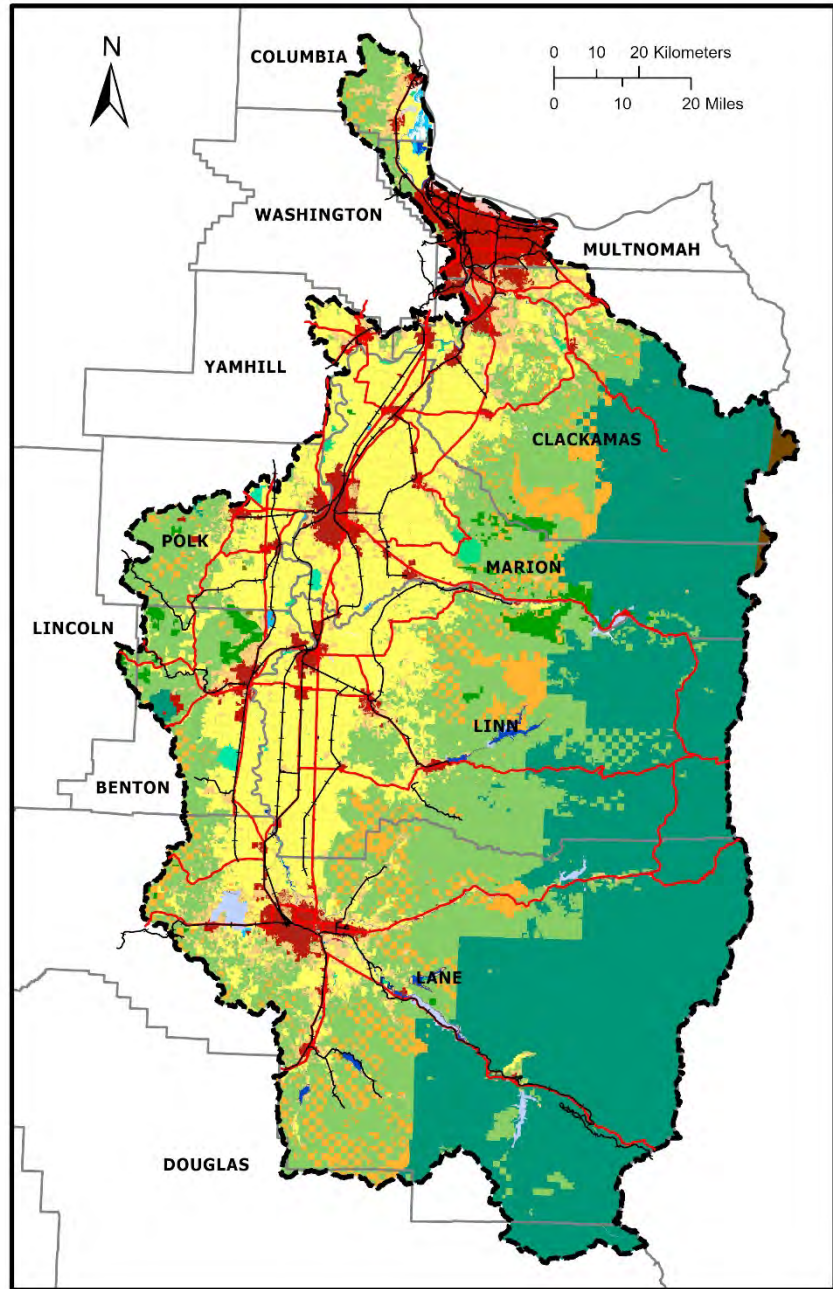 COLUMBIA
N
0 10 20 Kilometers
0 10 20 Miles
WASHINGTON
MULTNOMAH
YAMHILL
CLACKAMAS
POLK
MARION
LINCOLN
LINN
BENTON
LANE
DOUGLAS